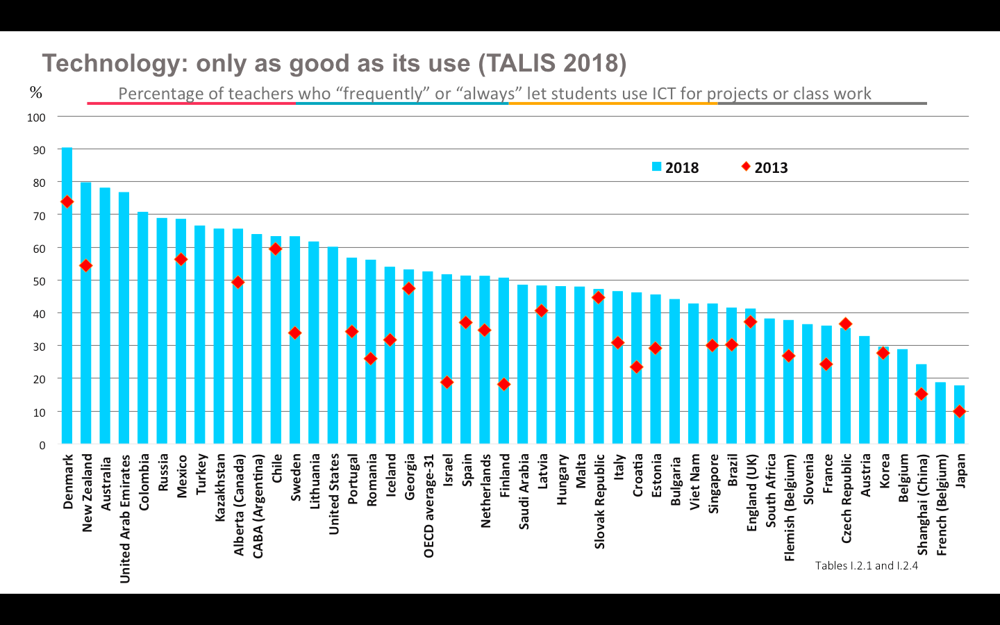 Technology: only as good as its use (TALIS 2018)
%
Percentage of teachers who “frequently” or “always” let students use ICT for projects or class work
100
90
80
70
60
50
40
30
20
10
0
2018
2013
Denmark
New Zealand
Australia
United Arab Emirates
Colombia
Russia
Mexico
Turkey
Kazakhstan
Alberta (Canada)
CABA (Argentina)
Chile
Sweden
Lithuania
United States
Portugal
Romania
Iceland
Georgia
OECD average-31
Israel
Spain
Netherlands
Finland
Saudi Arabia
Latvia
Hungary
Malta
Slovak Republic
Italy
Croatia
Estonia
Bulgaria
Viet Nam
Singapore
Brazil
England (UK)
South Africa
Flemish (Belgium)
Slovenia
France
Czech Republic
Austria
Korea
Belgium
Shanghai (China)
French (Belgium)
Japan
Tables I.2.1 and I.2.4